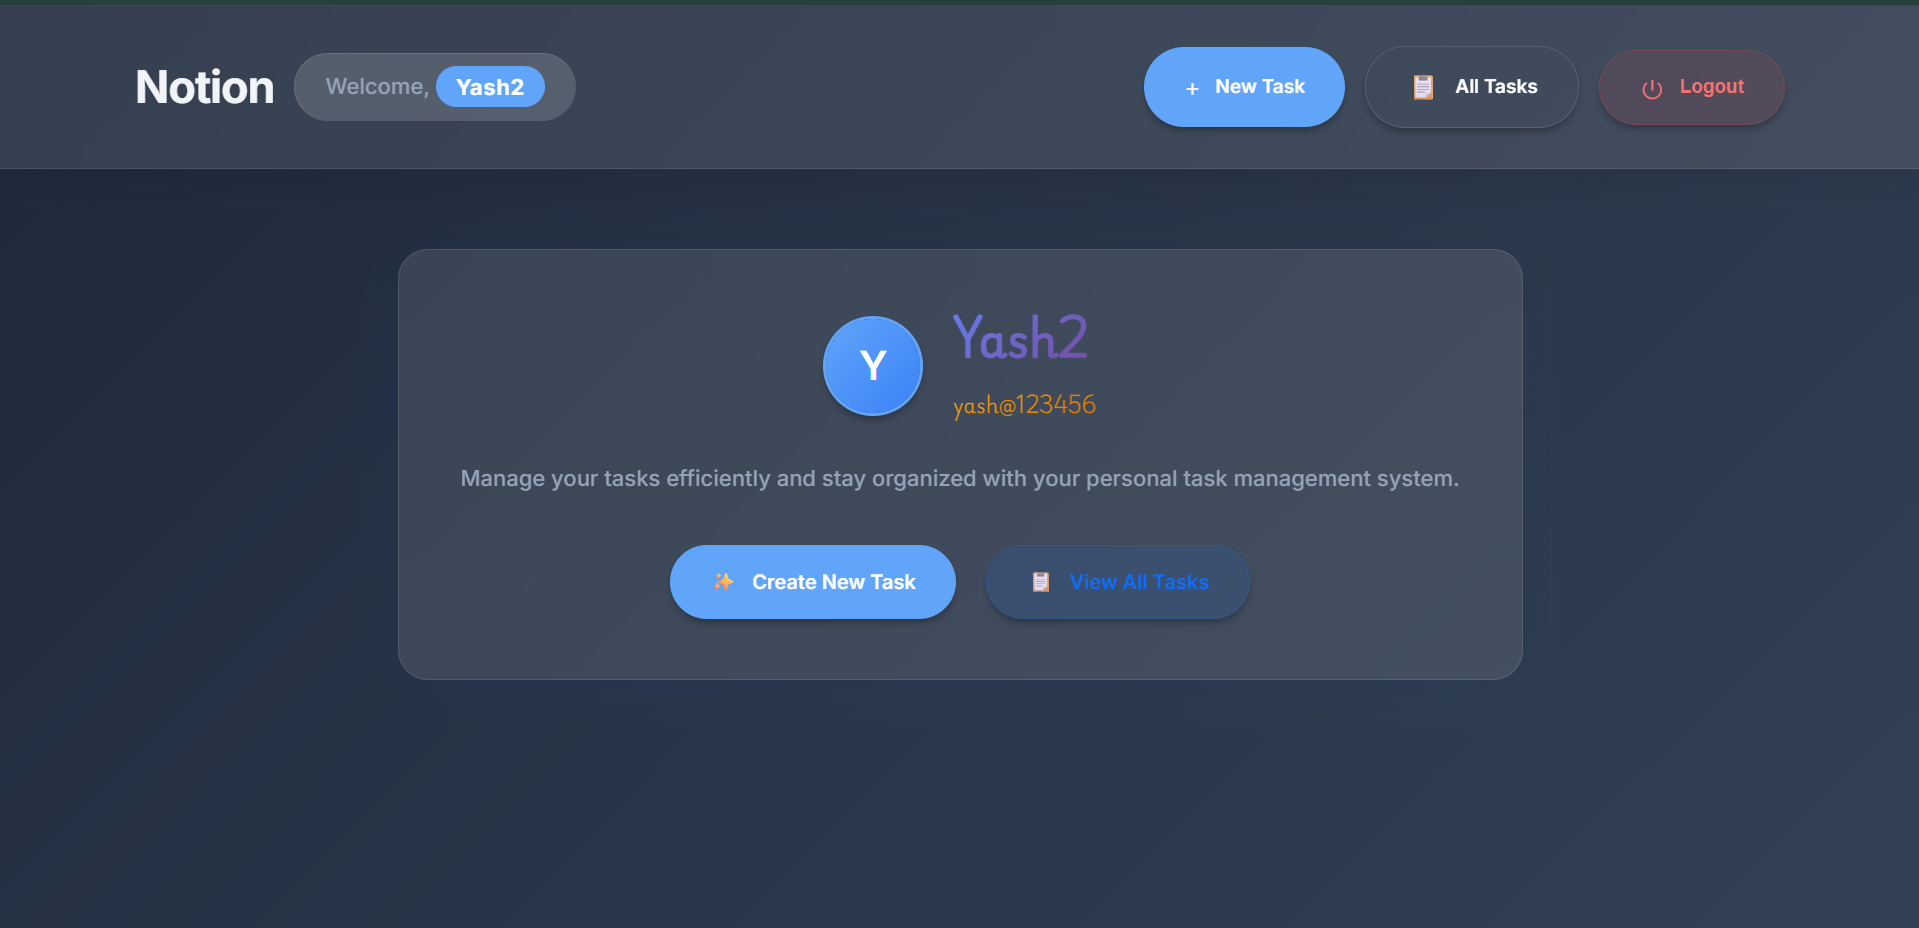 Notion
Welcome, Yash2
+ New Task
All Tasks
Logout
Y
Yash2
yash@123456
Manage your tasks efficiently and stay organized with your personal task management system.
Create New Task
View All Tasks